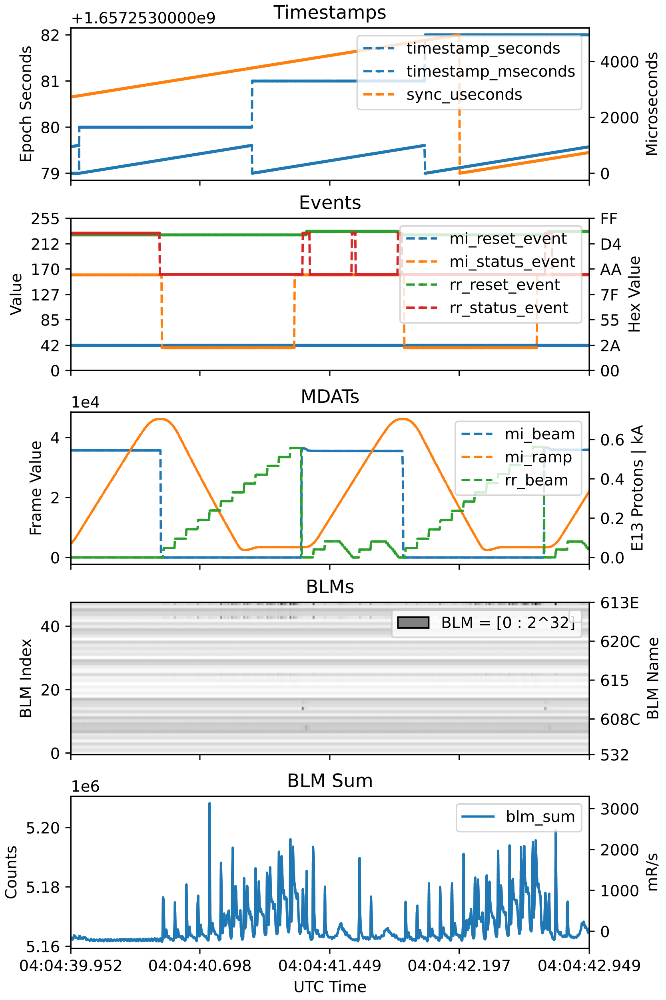 Timestamps
+1.6572530000e9
82
81
80
79
Epoch Seconds
4000
2000
0
Microseconds
timestamp_seconds
timestamp_mseconds
sync_useconds
Events
255
212
170
127
85
42
0
Value
FF
D4
AA
7F
55
2A
00
Hex Value
mi_reset_event
mi_status_event
rr_reset_event
rr_status_event
MDATs
1e4
4
2
0
Frame Value
0.6
0.4
0.2
0.0
E13 Protons | kA
mi_beam
mi_ramp
rr_beam
BLMs
40
20
0
BLM Index
613E
620C
615
608C
532
BLM Name
BLM = [0 : 2^32]
BLM Sum
1e6
5.20
5.18
5.16
Counts
3000
2000
1000
0
mR/s
blm_sum
04:04:39.952
04:04:40.698
04:04:41.449
04:04:42.197
04:04:42.949
UTC Time